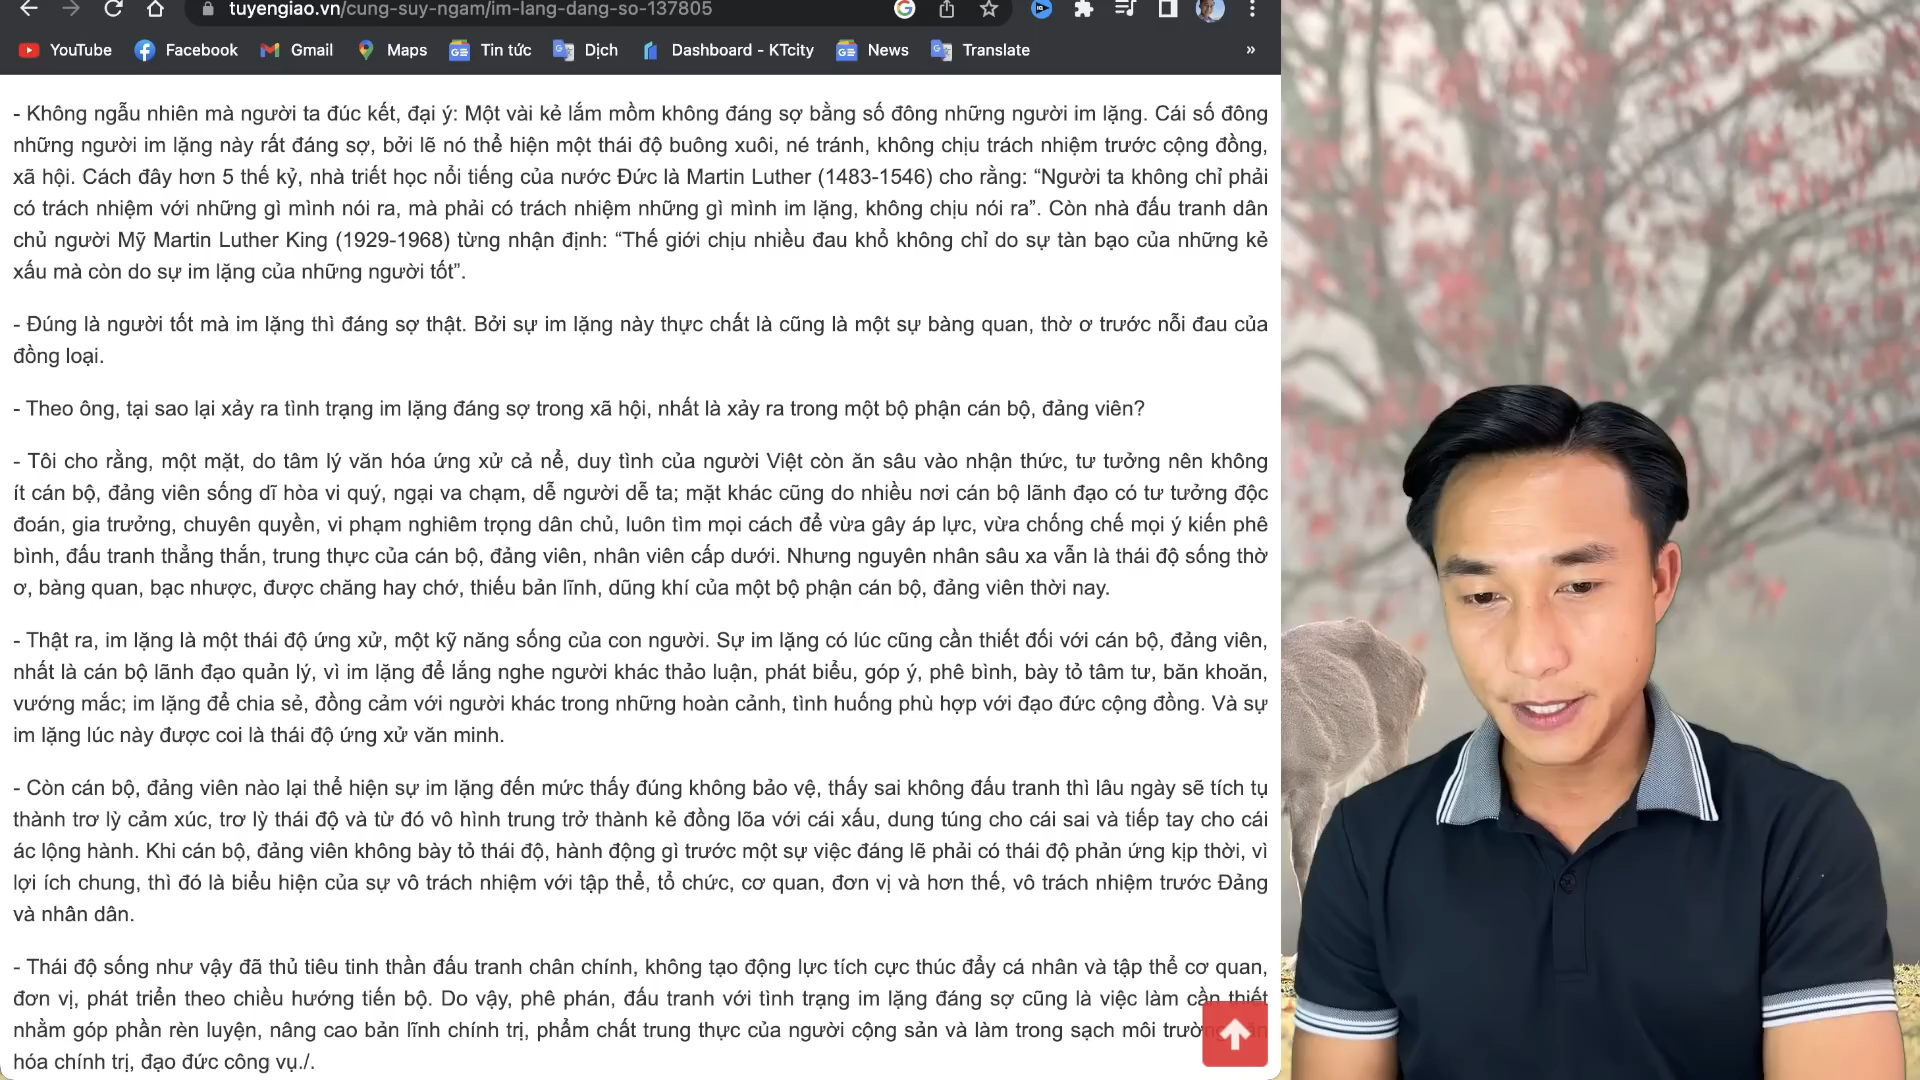 tuyengiao.vn/cung-suy-ngam/im-lang-dang-so-137805
YouTube Facebook Gmail Maps Tin tức Dịch Dashboard - KTcity News Translate »
- Không ngẫu nhiên mà người ta đúc kết, đại ý: Một vài kẻ lắm mồm không đáng sợ bằng số đông những người im lặng. Cái số đông
những người im lặng này rất đáng sợ, bởi lẽ nó thể hiện một thái độ buông xuôi, né tránh, không chịu trách nhiệm trước cộng đồng,
xã hội. Cách đây hơn 5 thế kỷ, nhà triết học nổi tiếng của nước Đức là Martin Luther (1483-1546) cho rằng: “Người ta không chỉ phải
có trách nhiệm với những gì mình nói ra, mà phải có trách nhiệm những gì mình im lặng, không chịu nói ra”. Còn nhà đấu tranh dân
chủ người Mỹ Martin Luther King (1929-1968) từng nhận định: “Thế giới chịu nhiều đau khổ không chỉ do sự tàn bạo của những kẻ
xấu mà còn do sự im lặng của những người tốt”.
- Đúng là người tốt mà im lặng thì đáng sợ thật. Bởi sự im lặng này thực chất là cũng là một sự bàng quan, thờ ơ trước nỗi đau của
đồng loại.
- Theo ông, tại sao lại xảy ra tình trạng im lặng đáng sợ trong xã hội, nhất là xảy ra trong một bộ phận cán bộ, đảng viên?
- Tôi cho rằng, một mặt, do tâm lý văn hóa ứng xử cả nể, duy tình của người Việt còn ăn sâu vào nhận thức, tư tưởng nên không
ít cán bộ, đảng viên sống dĩ hòa vi quý, ngại va chạm, dễ người dễ ta; mặt khác cũng do nhiều nơi cán bộ lãnh đạo có tư tưởng độc
đoán, gia trưởng, chuyên quyền, vi phạm nghiêm trọng dân chủ, luôn tìm mọi cách để vừa gây áp lực, vừa chống chế mọi ý kiến phê
bình, đấu tranh thẳng thắn, trung thực của cán bộ, đảng viên, nhân viên cấp dưới. Nhưng nguyên nhân sâu xa vẫn là thái độ sống thờ
ơ, bàng quan, bạc nhược, được chăng hay chớ, thiếu bản lĩnh, dũng khí của một bộ phận cán bộ, đảng viên thời nay.
- Thật ra, im lặng là một thái độ ứng xử, một kỹ năng sống của con người. Sự im lặng có lúc cũng cần thiết đối với cán bộ, đảng viên,
nhất là cán bộ lãnh đạo quản lý, vì im lặng để lắng nghe người khác thảo luận, phát biểu, góp ý, phê bình, bày tỏ tâm tư, băn khoăn,
vướng mắc; im lặng để chia sẻ, đồng cảm với người khác trong những hoàn cảnh, tình huống phù hợp với đạo đức cộng đồng. Và sự
im lặng lúc này được coi là thái độ ứng xử văn minh.
- Còn cán bộ, đảng viên nào lại thể hiện sự im lặng đến mức thấy đúng không bảo vệ, thấy sai không đấu tranh thì lâu ngày sẽ tích tụ
thành trơ lỳ cảm xúc, trơ lỳ thái độ và từ đó vô hình trung trở thành kẻ đồng lõa với cái xấu, dung túng cho cái sai và tiếp tay cho cái
ác lộng hành. Khi cán bộ, đảng viên không bày tỏ thái độ, hành động gì trước một sự việc đáng lẽ phải có thái độ phản ứng kịp thời, vì
lợi ích chung, thì đó là biểu hiện của sự vô trách nhiệm với tập thể, tổ chức, cơ quan, đơn vị và hơn thế, vô trách nhiệm trước Đảng
và nhân dân.
- Thái độ sống như vậy đã thủ tiêu tinh thần đấu tranh chân chính, không tạo động lực tích cực thúc đẩy cá nhân và tập thể cơ quan,
đơn vị, phát triển theo chiều hướng tiến bộ. Do vậy, phê phán, đấu tranh với tình trạng im lặng đáng sợ cũng là việc làm cần thiết
nhằm góp phần rèn luyện, nâng cao bản lĩnh chính trị, phẩm chất trung thực của người cộng sản và làm trong sạch môi
hóa chính trị, đạo đức công vụ./.